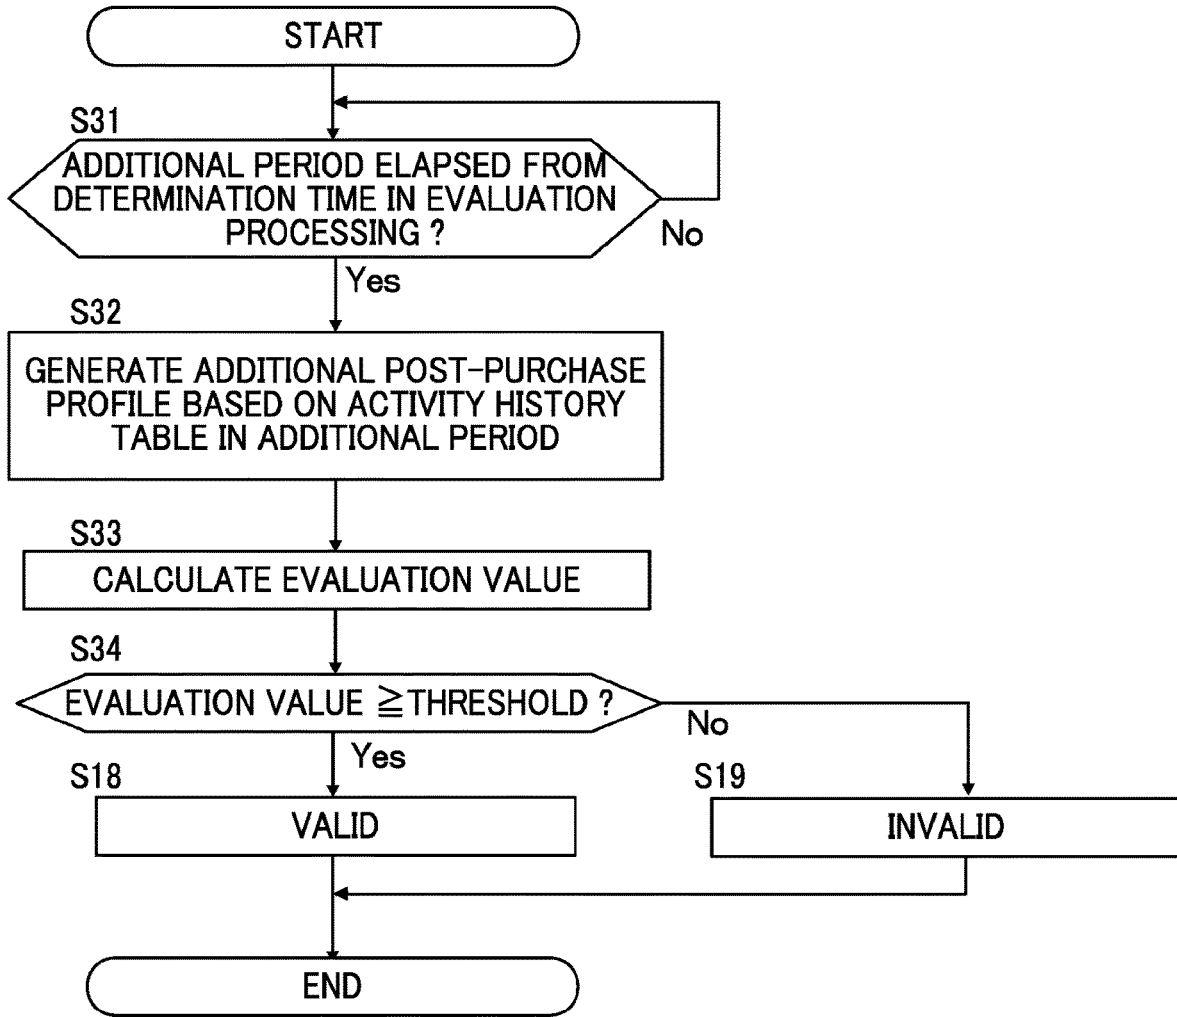 START
S31
ADDITIONAL PERIOD ELAPSED FROM
DETERMINATION TIME IN EVALUATION
PROCESSING ?
No
Yes
S32
GENERATE ADDITIONAL POST-PURCHASE
PROFILE BASED ON ACTIVITY HISTORY
TABLE IN ADDITIONAL PERIOD
S33
CALCULATE EVALUATION VALUE
S34
EVALUATION VALUE ≧THRESHOLD ?
No
Yes
S18
S19
VALID
INVALID
END